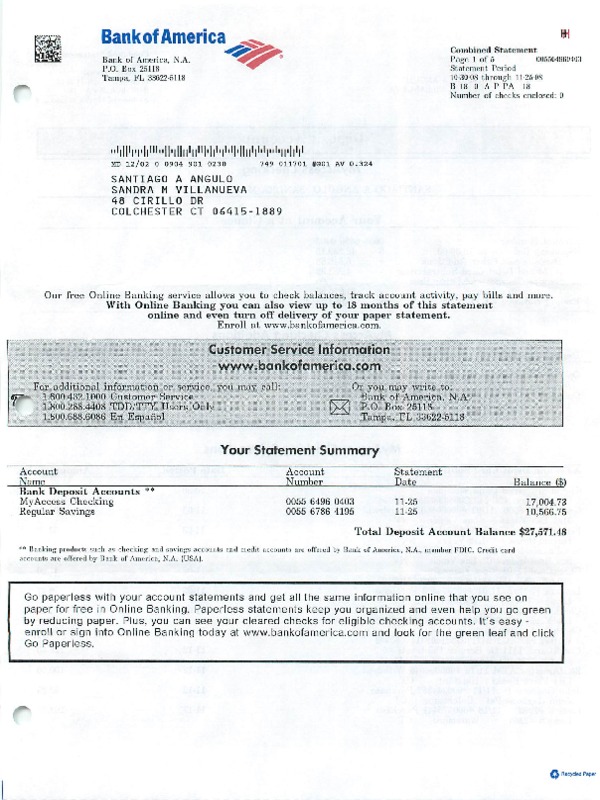 Bank of America
Bank of America, N.A.
P.O. Box 25118
Tampa, FL 33622-5118
H
Combined Statement
Page 1 of 5
Statement Period
10-30-08 through 11-25-08
B 18 0 A P PA 18
Number of checks enclosed: 0
MD 12/02 0 0904 901 0238 749 011701 #001 AV 0.324
SANTIAGO A ANGULO
SANDRA M VILLANUEVA
48 CIRILLO DR
COLCHESTER CT 06415-1889
Our free Online Banking service allows you to check balances, track account activity, pay bills and more.
With Online Banking you can also view up to 18 months of this statement
online and even turn off delivery of your paper statement.
Enroll at www.bankofamerica.com.
Customer Service Information
www.bankofamerica.com
For additional information or service, you may call: Or you may write to:
1.800.432.1000 Customer Service Bank of America, N.A.
1.800.288.4408 TDD/TTY Users Only P.O. Box 25118
1.800.688.6086 En Español Tampa, FL 33622-5118
Your Statement Summary
Account Account Statement
Name Number Date Balance ($)
Bank Deposit Accounts **
MyAccess Checking 0055 6496 0403 11-25 17,004.73
Regular Savings 0055 6786 4195 11-25 10,566.75
Total Deposit Account Balance $27,571.48
** Banking products such as checking and savings accounts and credit accounts are offered by Bank of America, N.A., member FDIC. Credit card
accounts are offered by Bank of America, N.A. (USA).
Go paperless with your account statements and get all the same information online that you see on
paper for free in Online Banking. Paperless statements keep you organized and even help you go green
by reducing paper. Plus, you can see your cleared checks for eligible checking accounts. It's easy -
enroll or sign into Online Banking today at www.bankofamerica.com and look for the green leaf and click
Go Paperless.
Recycled Paper